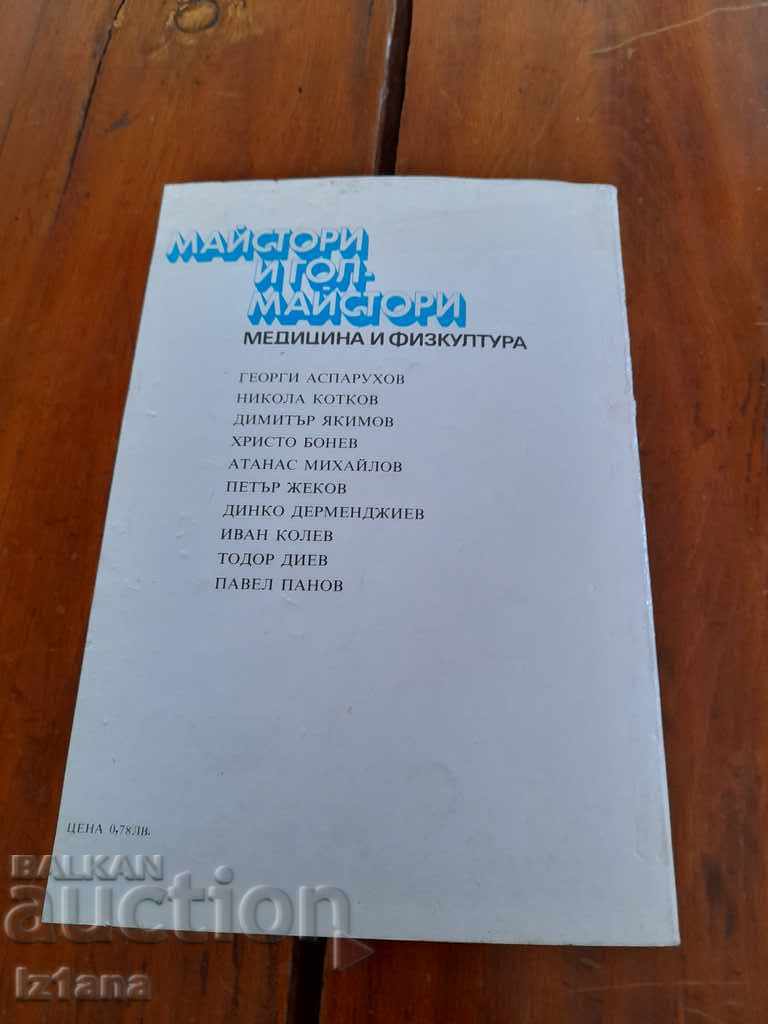 МАЙСТОРИ
И ГОЛ-
МАЙСТОРИ
МЕДИЦИНА И ФИЗКУЛТУРА
ГЕОРГИ АСПАРУХОВ
НИКОЛА КОТКОВ
ДИМИТЪР ЯКИМОВ
ХРИСТО БОНЕВ
АТАНАС МИХАЙЛОВ
ПЕТЪР ЖЕКОВ
ДИНКО ДЕРМЕНДЖИЕВ
ИВАН КОЛЕВ
ТОДОР ДИЕВ
ПАВЕЛ ПАНОВ
ЦЕНА 0,78ЛВ.
BALKAN
auction
Iz1ana